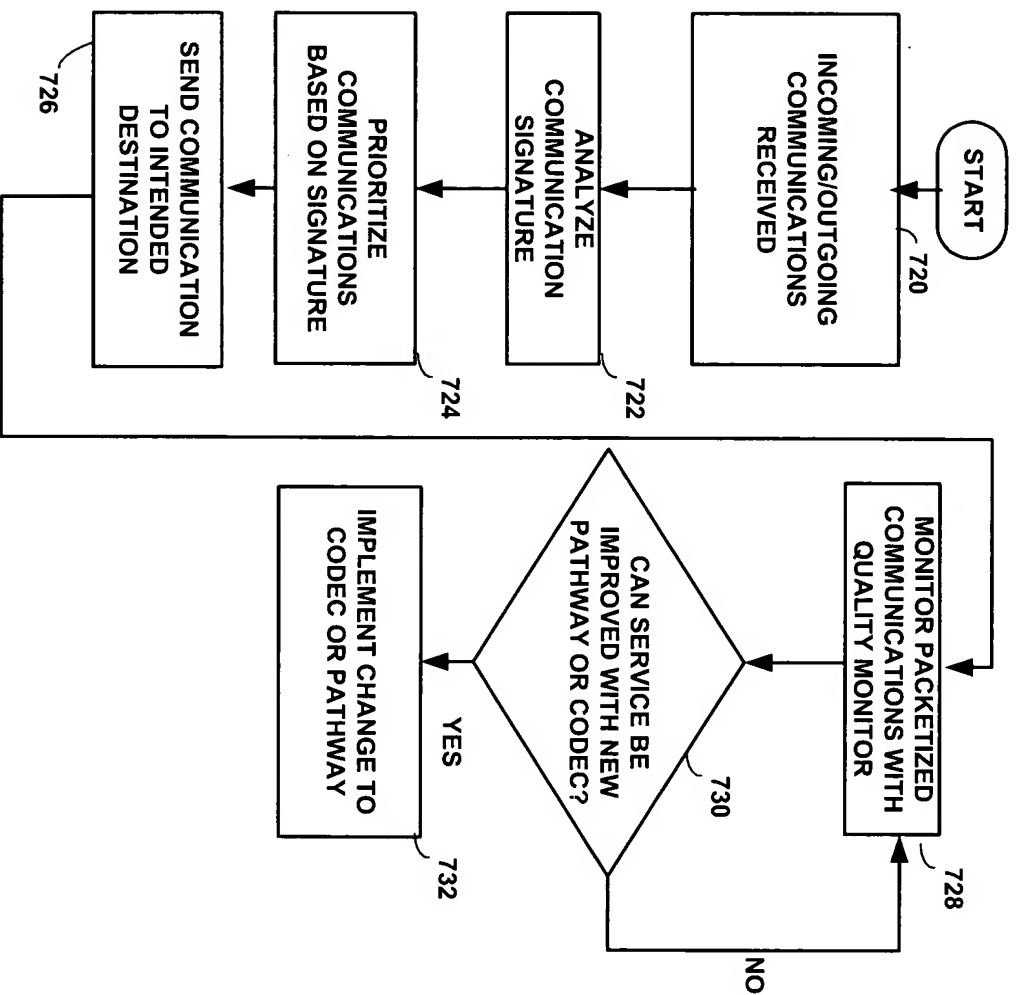 START
720
INCOMING/OUTGOING
COMMUNICATIONS
RECEIVED
722
ANALYZE
COMMUNICATION
SIGNATURE
724
PRIORITIZE
COMMUNICATIONS
BASED ON SIGNATURE
726
SEND COMMUNICATION
TO INTENDED
DESTINATION
728
MONITOR PACKETIZED
COMMUNICATIONS WITH
QUALITY MONITOR
730
CAN SERVICE BE
IMPROVED WITH NEW
PATHWAY OR CODEC?
NO
YES
732
IMPLEMENT CHANGE TO
CODEC OR PATHWAY